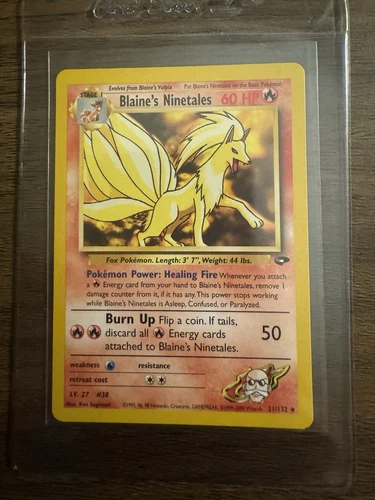 Evolves from Blaine's Vulpix Put Blaine's Ninetales on the Basic Pokémon
STAGE 1
Blaine's Ninetales 60 HP
Fox Pokémon. Length: 3' 7", Weight: 44 lbs.
Pokémon Power: Healing Fire Whenever you attach
a Energy card from your hand to Blaine's Ninetales, remove 1
damage counter from it, if it has any. This power stops working
while Blaine's Ninetales is Asleep, Confused, or Paralyzed.
Burn Up Flip a coin. If tails,
discard all Energy cards
attached to Blaine's Ninetales.
50
weakness resistance
retreat cost
LV. 27 #38
Illus. Ken Sugimori ©1995, 96, 98 Nintendo, Creatures, GAMEFREAK. ©1999-2000 Wizards. 21/132